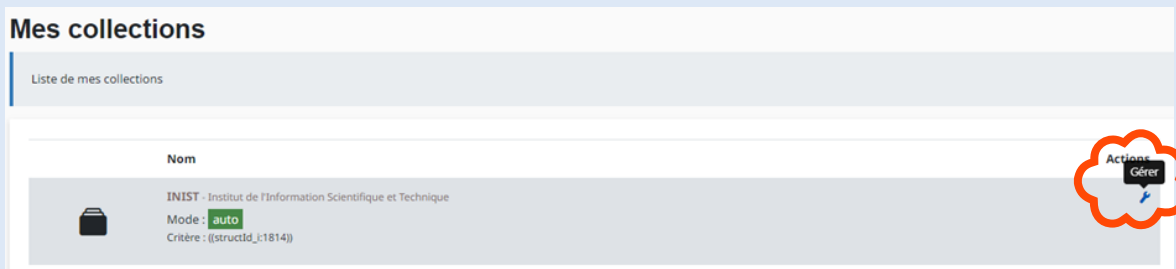 Mes collections
Liste de mes collections
Nom
Actions
Gérer
INIST - Institut de l'Information Scientifique et Technique
Mode : auto
Critère : ((structId_i:1814))